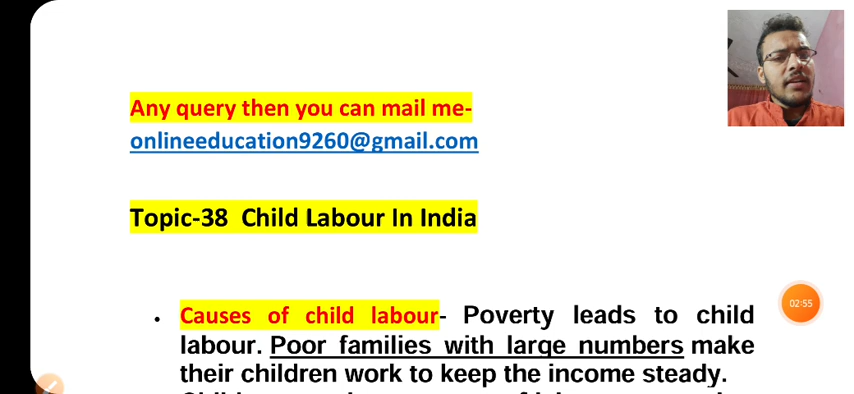 Any query then you can mail me-
onlineeducation9260@gmail.com
Topic-38 Child Labour In India
• Causes of child labour- Poverty leads to child
labour. Poor families with large numbers make
their children work to keep the income steady.
02:55